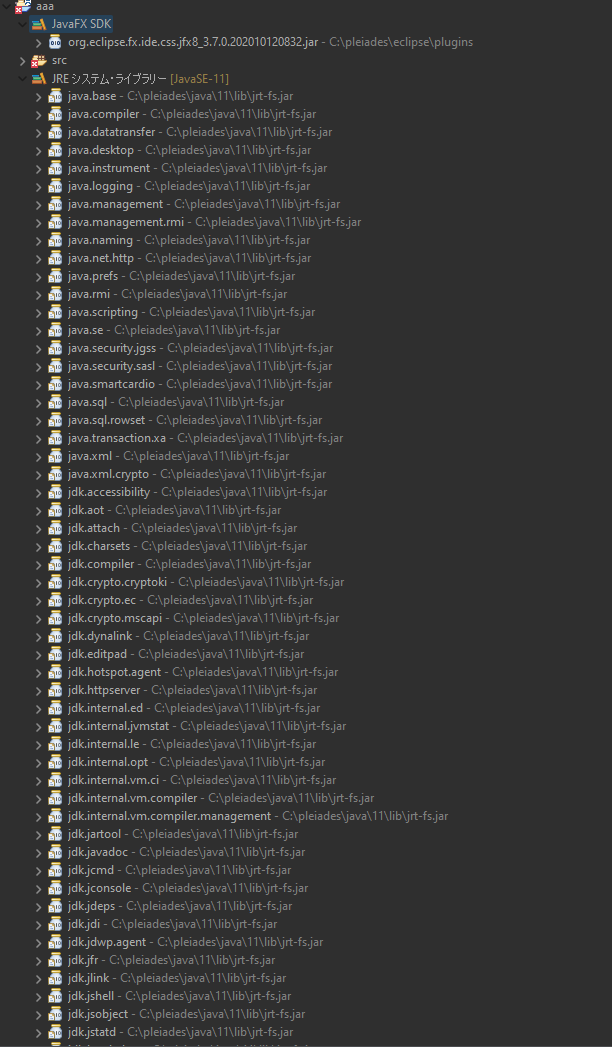 aaa
JavaFX SDK
org.eclipse.fx.ide.css.jfx8_3.7.0.202010120832.jar - C:\pleiades\eclipse\plugins
src
JRE システム・ライブラリー [JavaSE-11]
java.base - C:\pleiades\java\11\lib\jrt-fs.jar
java.compiler - C:\pleiades\java\11\lib\jrt-fs.jar
java.datatransfer - C:\pleiades\java\11\lib\jrt-fs.jar
java.desktop - C:\pleiades\java\11\lib\jrt-fs.jar
java.instrument - C:\pleiades\java\11\lib\jrt-fs.jar
java.logging - C:\pleiades\java\11\lib\jrt-fs.jar
java.management - C:\pleiades\java\11\lib\jrt-fs.jar
java.management.rmi - C:\pleiades\java\11\lib\jrt-fs.jar
java.naming - C:\pleiades\java\11\lib\jrt-fs.jar
java.net.http - C:\pleiades\java\11\lib\jrt-fs.jar
java.prefs - C:\pleiades\java\11\lib\jrt-fs.jar
java.rmi - C:\pleiades\java\11\lib\jrt-fs.jar
java.scripting - C:\pleiades\java\11\lib\jrt-fs.jar
java.se - C:\pleiades\java\11\lib\jrt-fs.jar
java.security.jgss - C:\pleiades\java\11\lib\jrt-fs.jar
java.security.sasl - C:\pleiades\java\11\lib\jrt-fs.jar
java.smartcardio - C:\pleiades\java\11\lib\jrt-fs.jar
java.sql - C:\pleiades\java\11\lib\jrt-fs.jar
java.sql.rowset - C:\pleiades\java\11\lib\jrt-fs.jar
java.transaction.xa - C:\pleiades\java\11\lib\jrt-fs.jar
java.xml - C:\pleiades\java\11\lib\jrt-fs.jar
java.xml.crypto - C:\pleiades\java\11\lib\jrt-fs.jar
jdk.accessibility - C:\pleiades\java\11\lib\jrt-fs.jar
jdk.aot - C:\pleiades\java\11\lib\jrt-fs.jar
jdk.attach - C:\pleiades\java\11\lib\jrt-fs.jar
jdk.charsets - C:\pleiades\java\11\lib\jrt-fs.jar
jdk.compiler - C:\pleiades\java\11\lib\jrt-fs.jar
jdk.crypto.cryptoki - C:\pleiades\java\11\lib\jrt-fs.jar
jdk.crypto.ec - C:\pleiades\java\11\lib\jrt-fs.jar
jdk.crypto.mscapi - C:\pleiades\java\11\lib\jrt-fs.jar
jdk.dynalink - C:\pleiades\java\11\lib\jrt-fs.jar
jdk.editpad - C:\pleiades\java\11\lib\jrt-fs.jar
jdk.hotspot.agent - C:\pleiades\java\11\lib\jrt-fs.jar
jdk.httpserver - C:\pleiades\java\11\lib\jrt-fs.jar
jdk.internal.ed - C:\pleiades\java\11\lib\jrt-fs.jar
jdk.internal.jvmstat - C:\pleiades\java\11\lib\jrt-fs.jar
jdk.internal.le - C:\pleiades\java\11\lib\jrt-fs.jar
jdk.internal.opt - C:\pleiades\java\11\lib\jrt-fs.jar
jdk.internal.vm.ci - C:\pleiades\java\11\lib\jrt-fs.jar
jdk.internal.vm.compiler - C:\pleiades\java\11\lib\jrt-fs.jar
jdk.internal.vm.compiler.management - C:\pleiades\java\11\lib\jrt-fs.jar
jdk.jartool - C:\pleiades\java\11\lib\jrt-fs.jar
jdk.javadoc - C:\pleiades\java\11\lib\jrt-fs.jar
jdk.jcmd - C:\pleiades\java\11\lib\jrt-fs.jar
jdk.jconsole - C:\pleiades\java\11\lib\jrt-fs.jar
jdk.jdeps - C:\pleiades\java\11\lib\jrt-fs.jar
jdk.jdi - C:\pleiades\java\11\lib\jrt-fs.jar
jdk.jdwp.agent - C:\pleiades\java\11\lib\jrt-fs.jar
jdk.jfr - C:\pleiades\java\11\lib\jrt-fs.jar
jdk.jlink - C:\pleiades\java\11\lib\jrt-fs.jar
jdk.jshell - C:\pleiades\java\11\lib\jrt-fs.jar
jdk.jsobject - C:\pleiades\java\11\lib\jrt-fs.jar
jdk.jstatd - C:\pleiades\java\11\lib\jrt-fs.jar